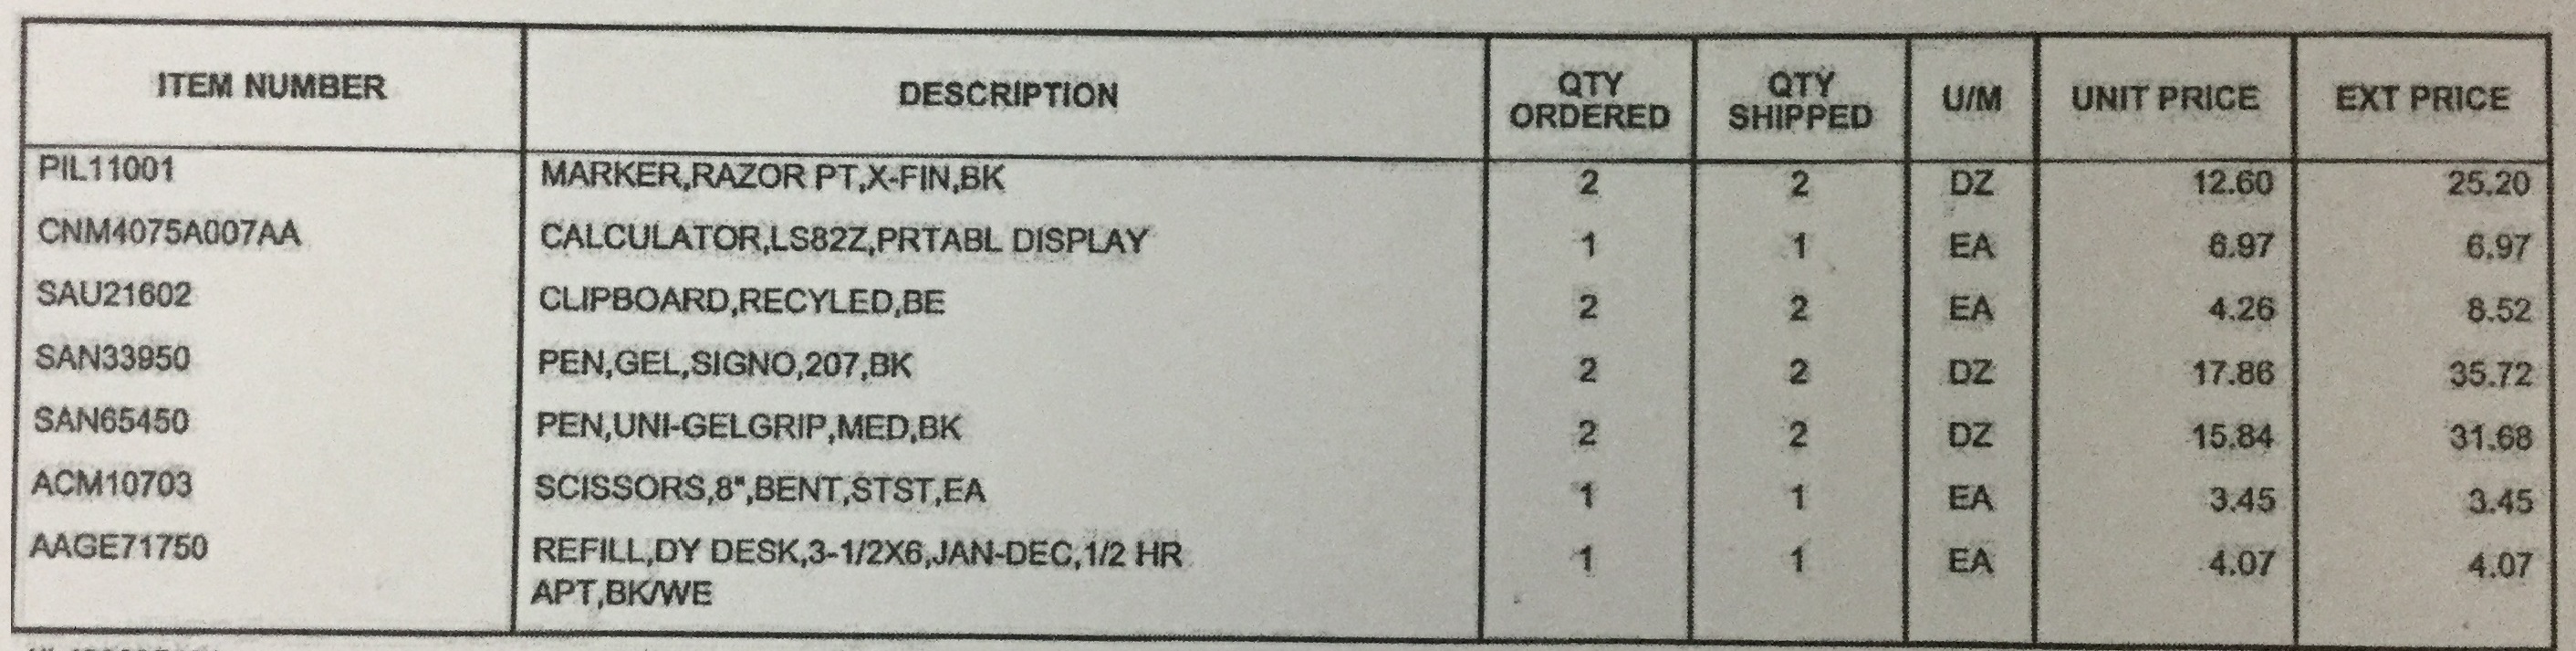 ITEM NUMBER DESCRIPTION QTY ORDERED QTY SHIPPED U/M UNIT PRICE EXT PRICE
PIL11001 MARKER,RAZOR PT,X-FIN,BK 2 2 DZ 12.60 25.20
CNM4075A007AA CALCULATOR,LS82Z,PRTABL DISPLAY 1 1 EA 6.97 6.97
SAU21602 CLIPBOARD,RECYLED,BE 2 2 EA 4.26 8.52
SAN33950 PEN,GEL,SIGNO,207,BK 2 2 DZ 17.86 35.72
SAN65450 PEN,UNI-GELGRIP,MED,BK 2 2 DZ 15.84 31.68
ACM10703 SCISSORS,8",BENT,STST,EA 1 1 EA 3.45 3.45
AAGE71750 REFILL,DY DESK,3-1/2X6,JAN-DEC,1/2 HR 1 1 EA 4.07 4.07
APT,BK/WE